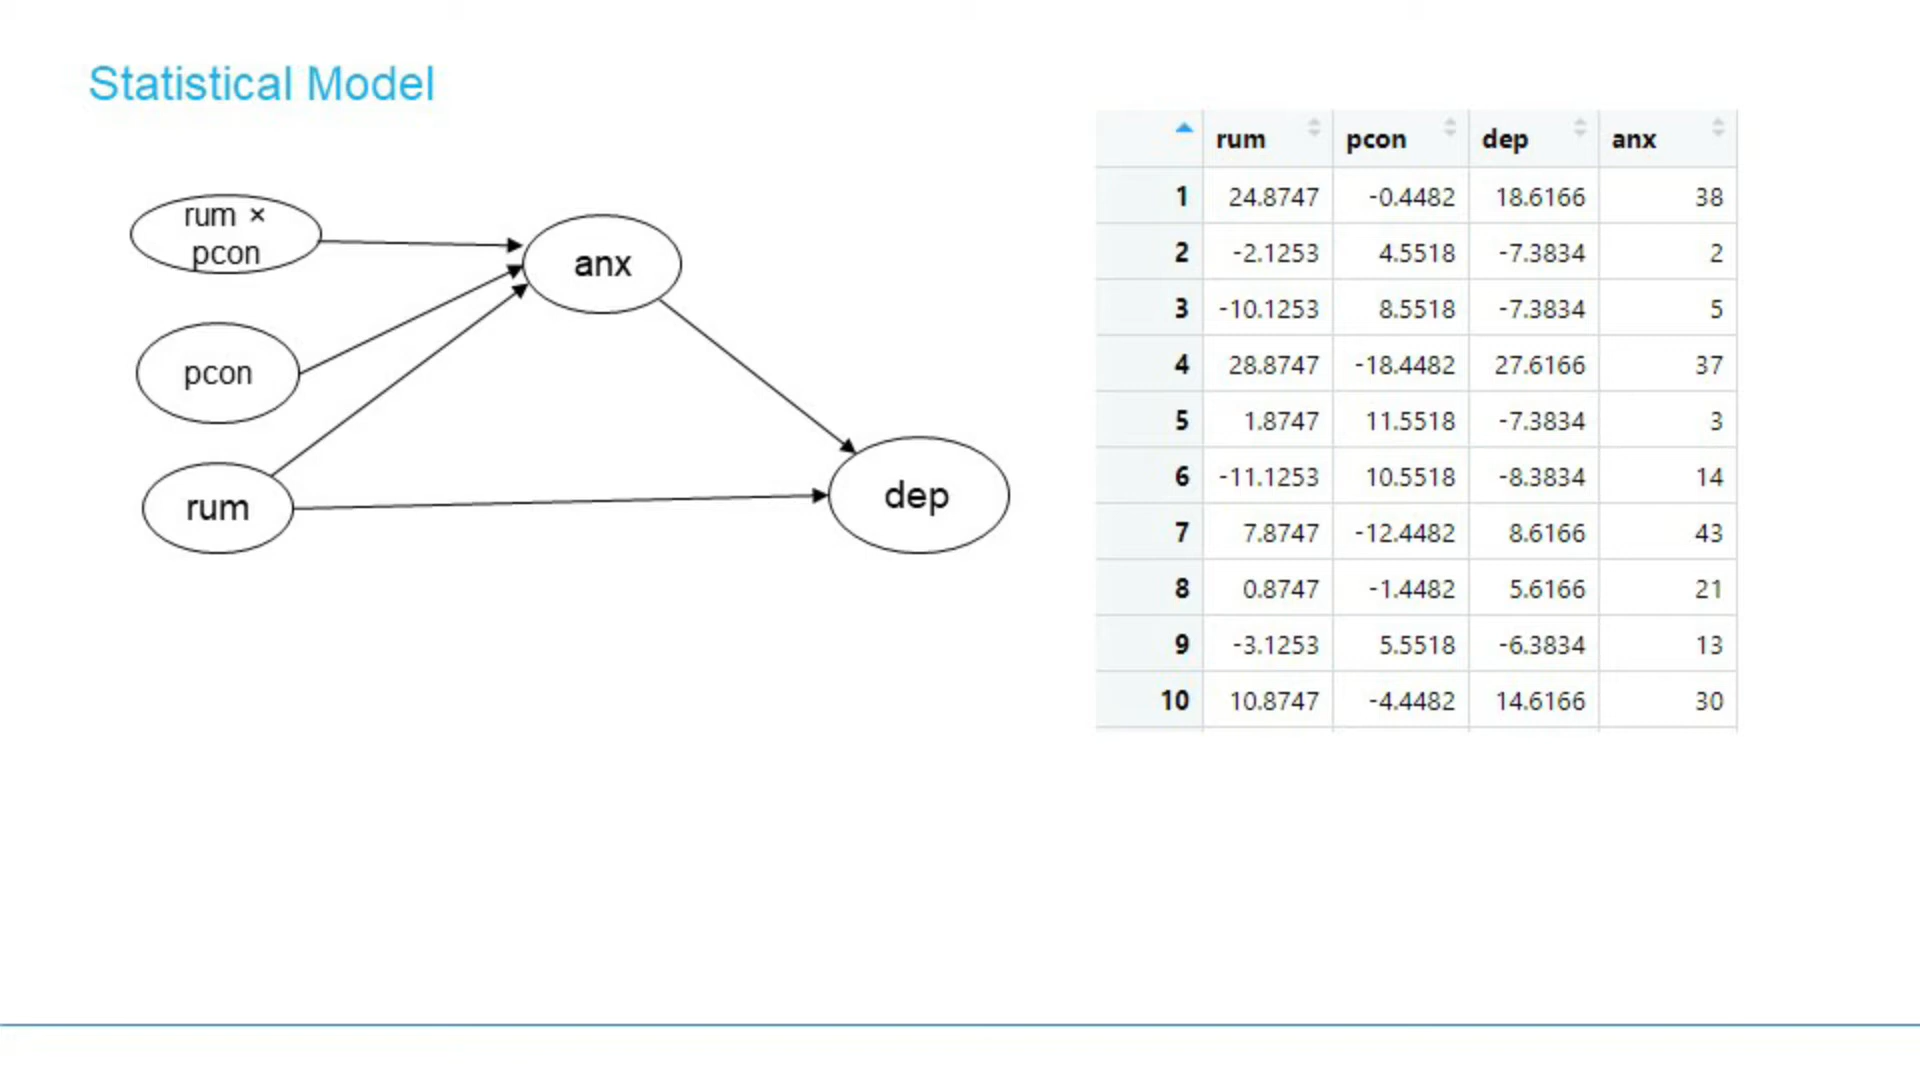 Statistical Model
rum ×
pcon
anx
pcon
rum
dep
rum pcon dep anx
1 24.8747 -0.4482 18.6166 38
2 -2.1253 4.5518 -7.3834 2
3 -10.1253 8.5518 -7.3834 5
4 28.8747 -18.4482 27.6166 37
5 1.8747 11.5518 -7.3834 3
6 -11.1253 10.5518 -8.3834 14
7 7.8747 -12.4482 8.6166 43
8 0.8747 -1.4482 5.6166 21
9 -3.1253 5.5518 -6.3834 13
10 10.8747 -4.4482 14.6166 30